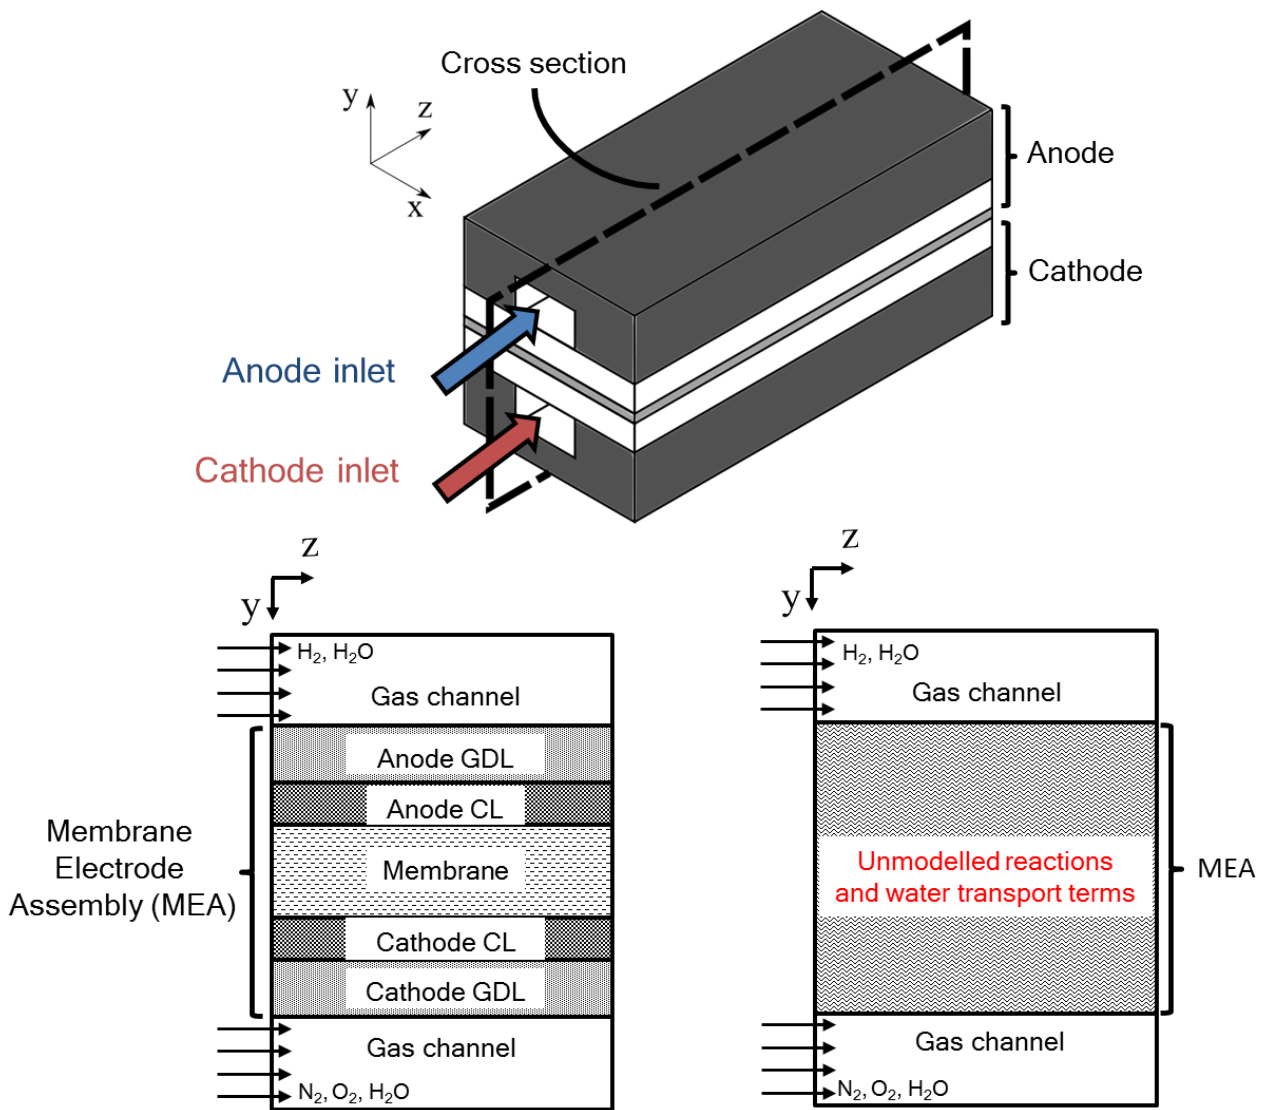 Cross section
y
z
x
Anode
Cathode
Anode inlet
Cathode inlet
z
y
H₂, H₂O
Gas channel
Anode GDL
Anode CL
Membrane
Electrode
Assembly (MEA)
Membrane
Cathode CL
Cathode GDL
Gas channel
N₂, O₂, H₂O
z
y
H₂, H₂O
Gas channel
Unmodelled reactions
and water transport terms
MEA
Gas channel
N₂, O₂, H₂O